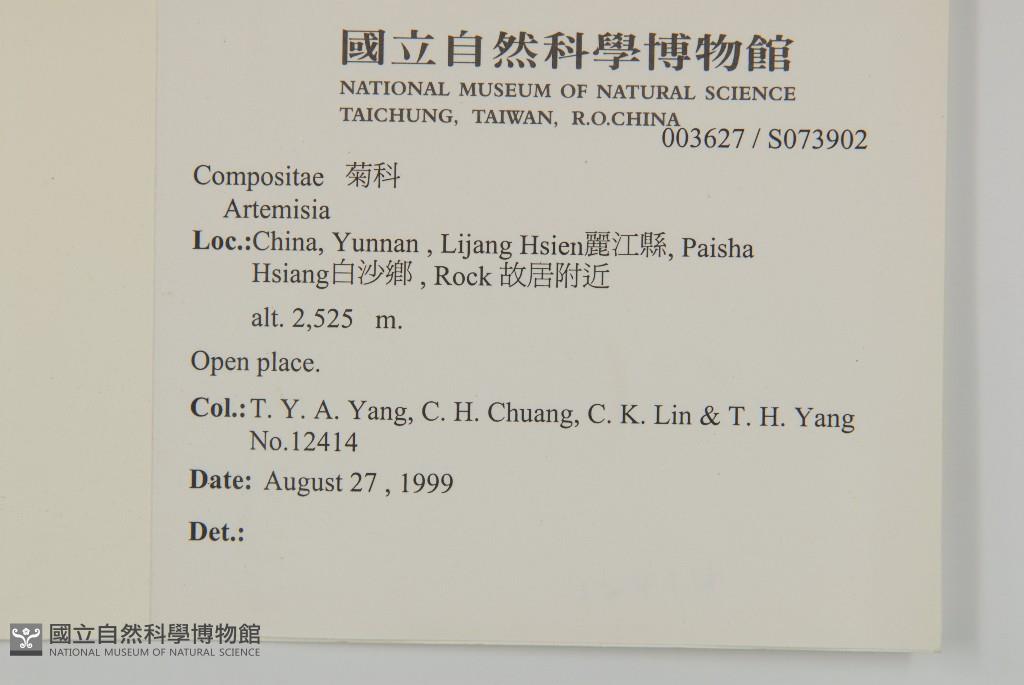 國立自然科學博物館
NATIONAL MUSEUM OF NATURAL SCIENCE
TAICHUNG, TAIWAN, R.O.CHINA
003627 / S073902
Compositae 菊科
Artemisia
Loc.:China, Yunnan , Lijang Hsien麗江縣, Paisha
Hsiang白沙鄉 , Rock 故居附近
alt. 2,525 m.
Open place.
Col.: T. Y. A. Yang, C. H. Chuang, C. K. Lin & T. H. Yang
No.12414
Date: August 27 , 1999
Det.:
國立自然科學博物館
NATIONAL MUSEUM OF NATURAL SCIENCE